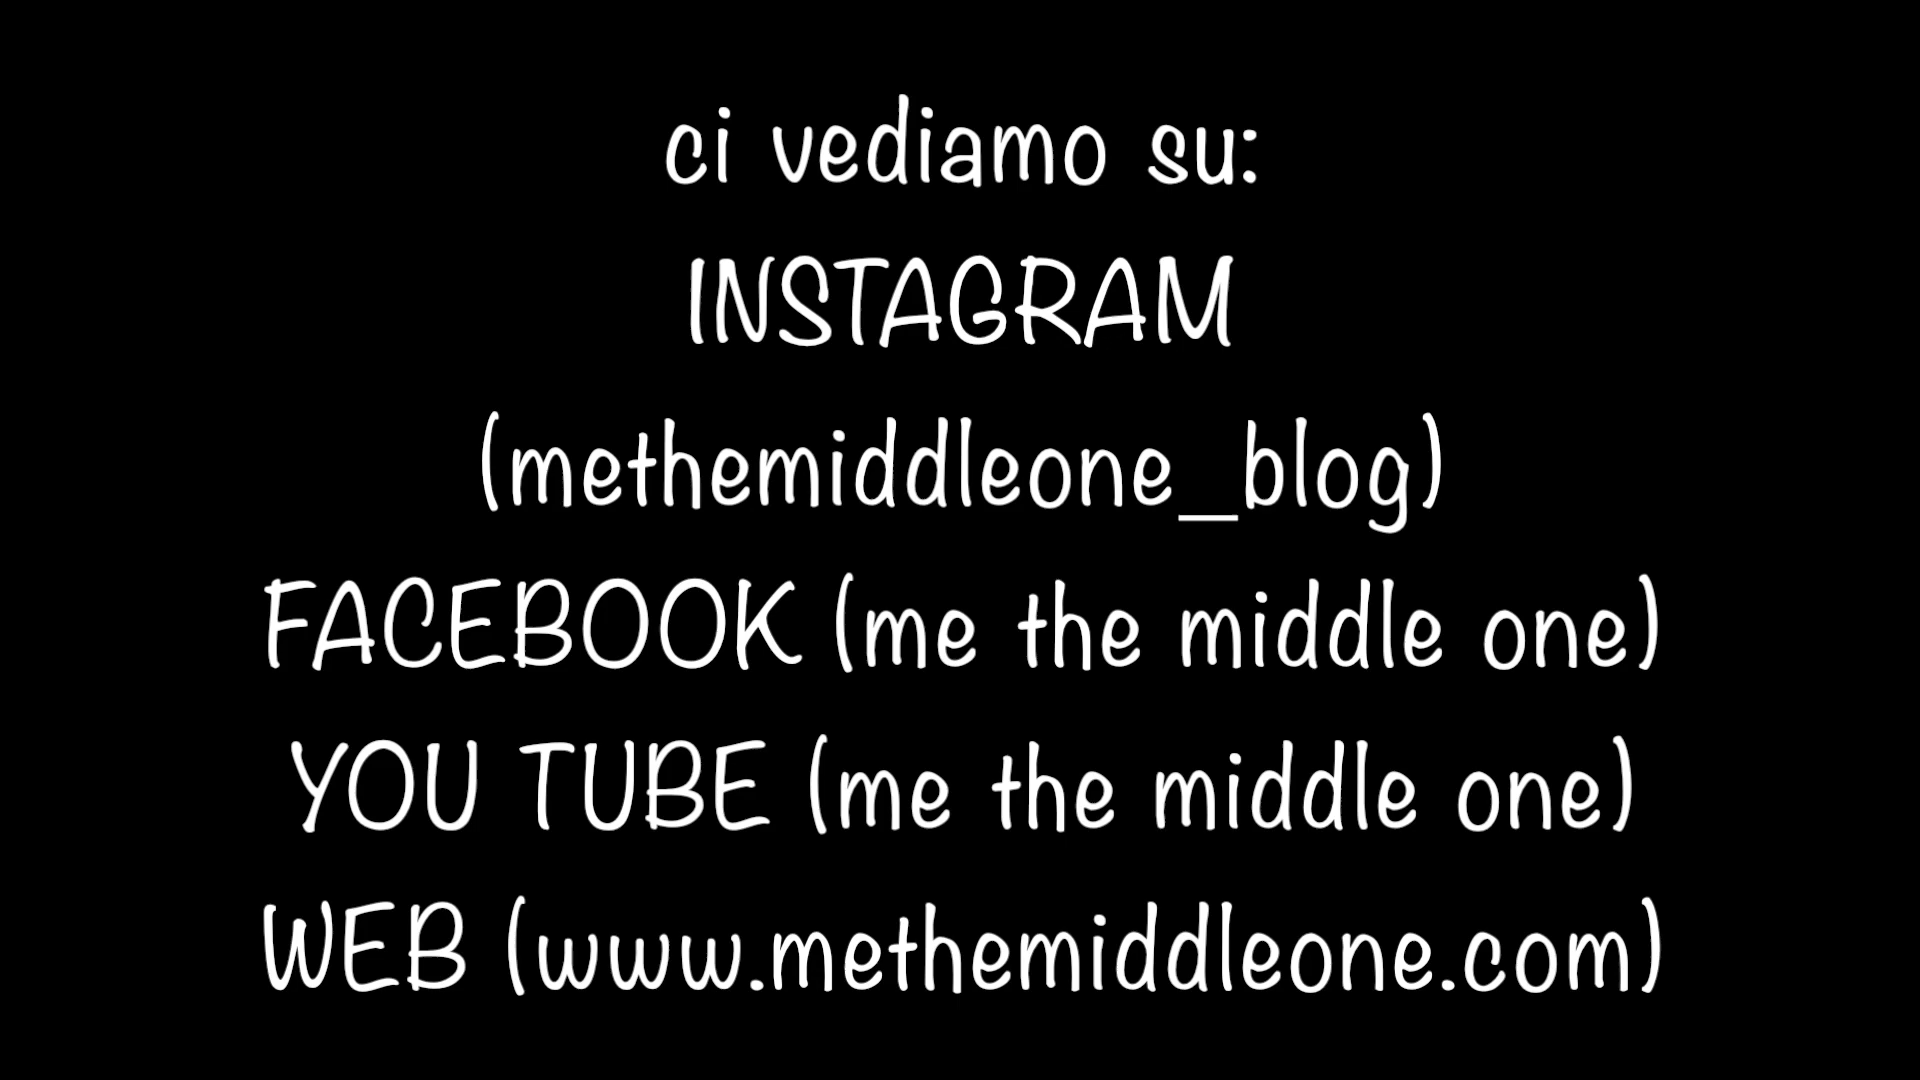 ci vediamo su:
INSTAGRAM
(methemiddleone_blog)
FACEBOOK (me the middle one)
YOU TUBE (me the middle one)
WEB (www.methemiddleone.com)